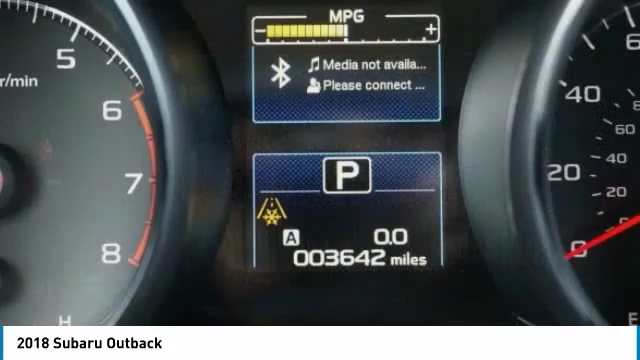 MPG
- +
Media not availa...
Please connect ...
5
r/min
6
7
8
H
P
A 0.0
003642 miles
40
60
40
20
20
0
E
2018 Subaru Outback